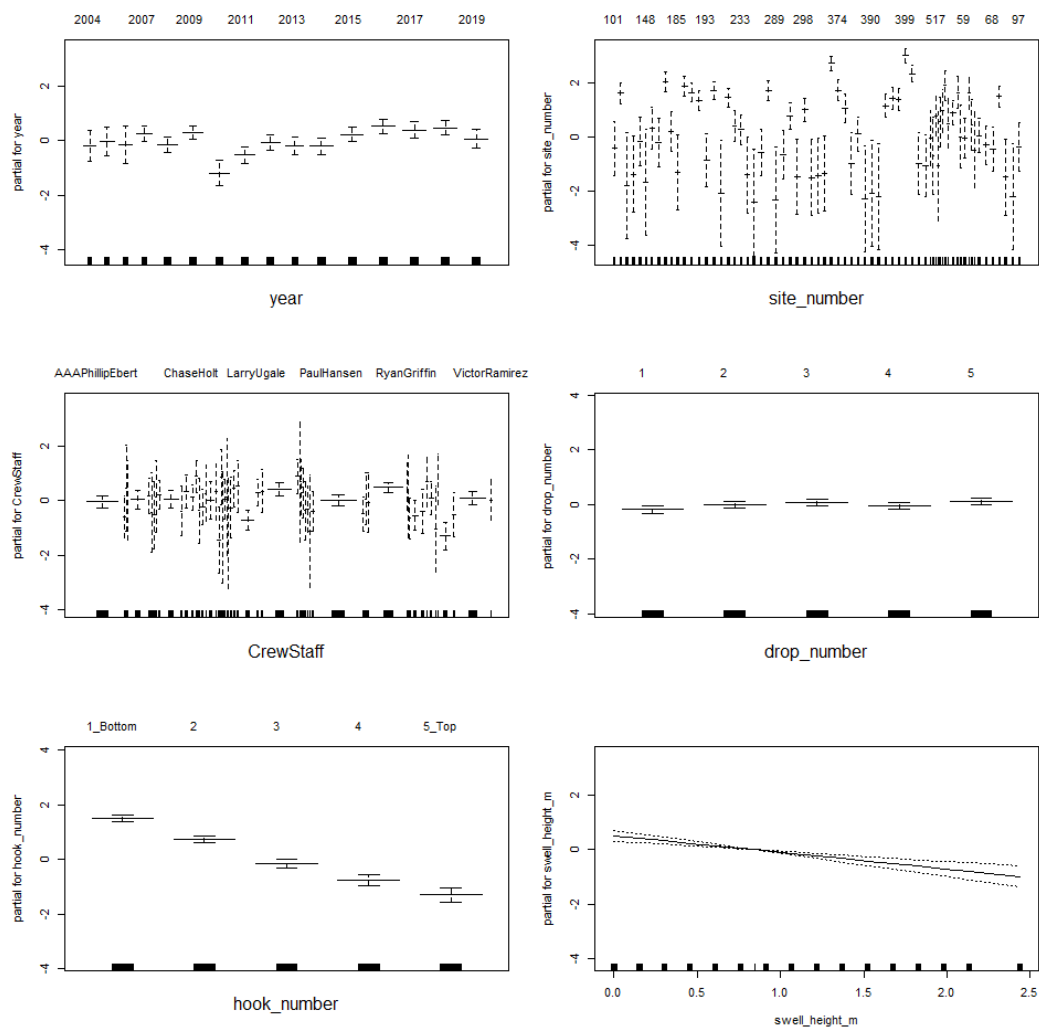 2004 2007 2009 2011 2013 2015 2017 2019
partial for year
2
0
-2
-4
year
101 148 185 193 233 289 298 374 390 399 517 59 68 97
partial for site_number
2
0
-2
-4
site_number
AAAPhillipEbert ChaseHolt LarryUgale PaulHansen RyanGriffin VictorRamirez
partial for CrewStaff
2
0
-2
-4
CrewStaff
1 2 3 4 5
partial for drop_number
4
2
0
-2
-4
drop_number
1_Bottom 2 3 4 5_Top
partial for hook_number
4
2
0
-2
-4
hook_number
partial for swell_height_m
2
0
-2
-4
0.0 0.5 1.0 1.5 2.0 2.5
swell_height_m